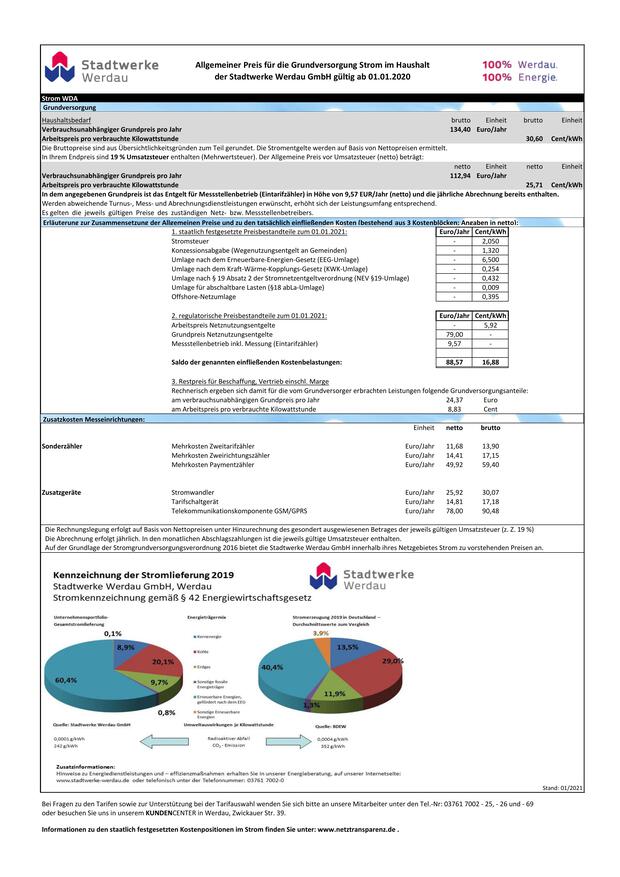 Stadtwerke
Werdau
Allgemeiner Preis für die Grundversorgung Strom im Haushalt
der Stadtwerke Werdau GmbH gültig ab 01.01.2020
100% Werdau.
100% Energie.
Strom WDA
Grundversorgung
Haushaltsbedarf brutto Einheit brutto Einheit
Verbrauchsunabhängiger Grundpreis pro Jahr 134,40 Euro/Jahr
Arbeitspreis pro verbrauchte Kilowattstunde 30,60 Cent/kWh
Die Bruttopreise sind aus Übersichtlichkeitsgründen zum Teil gerundet. Die Stromentgelte werden auf Basis von Nettopreisen ermittelt.
In Ihrem Endpreis sind 19 % Umsatzsteuer enthalten (Mehrwertsteuer). Der Allgemeine Preis vor Umsatzsteuer (netto) beträgt:
netto Einheit netto Einheit
Verbrauchsunabhängiger Grundpreis pro Jahr 112,94 Euro/Jahr
Arbeitspreis pro verbrauchte Kilowattstunde 25,71 Cent/kWh
In dem angegebenen Grundpreis ist das Entgelt für Messstellenbetrieb (Eintarifzähler) in Höhe von 9,57 EUR/Jahr (netto) und die jährliche Abrechnung bereits enthalten.
Werden abweichende Turnus-, Mess- und Abrechnungsdienstleistungen erwünscht, erhöht sich der Leistungsumfang entsprechend.
Es gelten die jeweils gültigen Preise des zuständigen Netz- bzw. Messstellenbetreibers.
Erläuterung zur Zusammensetzung der Allgemeinen Preise und zu den tatsächlich einfließenden Kosten (bestehend aus 3 Kostenblöcken; Angaben in netto):
1. staatlich festgesetzte Preisbestandteile zum 01.01.2021: Euro/Jahr Cent/kWh
Stromsteuer - 2,050
Konzessionsabgabe (Wegenutzungsentgelt an Gemeinden) - 1,320
Umlage nach dem Erneuerbare-Energien-Gesetz (EEG-Umlage) - 6,500
Umlage nach dem Kraft-Wärme-Kopplungs-Gesetz (KWK-Umlage) - 0,254
Umlage nach § 19 Absatz 2 der Stromnetzentgeltverordnung (NEV §19-Umlage) - 0,432
Umlage für abschaltbare Lasten (§18 abLa-Umlage) - 0,009
Offshore-Netzumlage - 0,395
2. regulatorische Preisbestandteile zum 01.01.2021: Euro/Jahr Cent/kWh
Arbeitspreis Netznutzungsentgelte - 5,92
Grundpreis Netznutzungsentgelte 79,00 -
Messstellenbetrieb inkl. Messung (Eintarifzähler) 9,57 -
Saldo der genannten einfließenden Kostenbelastungen: 88,57 16,88
3. Restpreis für Beschaffung, Vertrieb einschl. Marge
Rechnerisch ergeben sich damit für die vom Grundversorger erbrachten Leistungen folgende Grundversorgungsanteile:
am verbrauchsunabhängigen Grundpreis pro Jahr 24,37 Euro
am Arbeitspreis pro verbrauchte Kilowattstunde 8,83 Cent
Zusatzkosten Messeinrichtungen:
Einheit netto brutto
Sonderzähler Mehrkosten Zweitarifzähler Euro/Jahr 11,68 13,90
Mehrkosten Zweirichtungszähler Euro/Jahr 14,41 17,15
Mehrkosten Paymentzähler Euro/Jahr 49,92 59,40
Zusatzgeräte Stromwandler Euro/Jahr 25,92 30,07
Tarifschaltgerät Euro/Jahr 14,81 17,18
Telekommunikationskomponente GSM/GPRS Euro/Jahr 78,00 90,48
Die Rechnungslegung erfolgt auf Basis von Nettopreisen unter Hinzurechnung des gesondert ausgewiesenen Betrages der jeweils gültigen Umsatzsteuer (z. Z. 19 %)
Die Abrechnung erfolgt jährlich. In den monatlichen Abschlagszahlungen ist die jeweils gültige Umsatzsteuer enthalten.
Auf der Grundlage der Stromgrundversorgungsverordnung 2016 bietet die Stadtwerke Werdau GmbH innerhalb ihres Netzgebietes Strom zu vorstehenden Preisen an.
Kennzeichnung der Stromlieferung 2019
Stadtwerke Werdau GmbH, Werdau
Stromkennzeichnung gemäß § 42 Energiewirtschaftsgesetz
Stadtwerke
Werdau
Unternehmensportfolio-
Gesamtstromlieferung
0,1%
8,9%
20,1%
9,7%
0,8%
60,4%
Energieträgermix
Kernenergie
Kohle
Erdgas
Sonstige fossile
Energieträger
Erneuerbare Energien,
gefördert nach dem EEG
Sonstige Erneuerbare
Energien
Stromerzeugung 2019 in Deutschland –
Durchschnittswerte zum Vergleich
3,9%
13,5%
29,0%
11,9%
1,3%
40,4%
Quelle: Stadtwerke Werdau GmbH
Umweltauswirkungen je Kilowattstunde
Quelle: BDEW
0,0001 g/kWh Radioaktiver Abfall 0,0004 g/kWh
242 g/kWh CO₂ - Emission 352 g/kWh
Zusatzinformationen:
Hinweise zu Energiedienstleistungen und – effizienzmaßnahmen erhalten Sie in unserer Energieberatung, auf unserer Internetseite:
www.stadtwerke-werdau.de oder telefonisch unter der Telefonnummer: 03761 7002-0
Stand: 01/2021
Bei Fragen zu den Tarifen sowie zur Unterstützung bei der Tarifauswahl wenden Sie sich bitte an unsere Mitarbeiter unter den Tel.-Nr: 03761 7002 - 25, - 26 und - 69
oder besuchen Sie uns in unserem KUNDENCENTER in Werdau, Zwickauer Str. 39.
Informationen zu den staatlich festgesetzten Kostenpositionen im Strom finden Sie unter: www.netztransparenz.de .